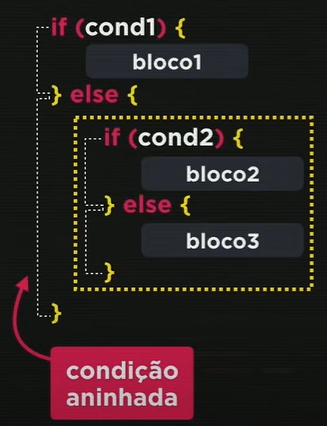 if (cond1) {
bloco1
} else {
if (cond2) {
bloco2
} else {
bloco3
}
}
condição
aninhada